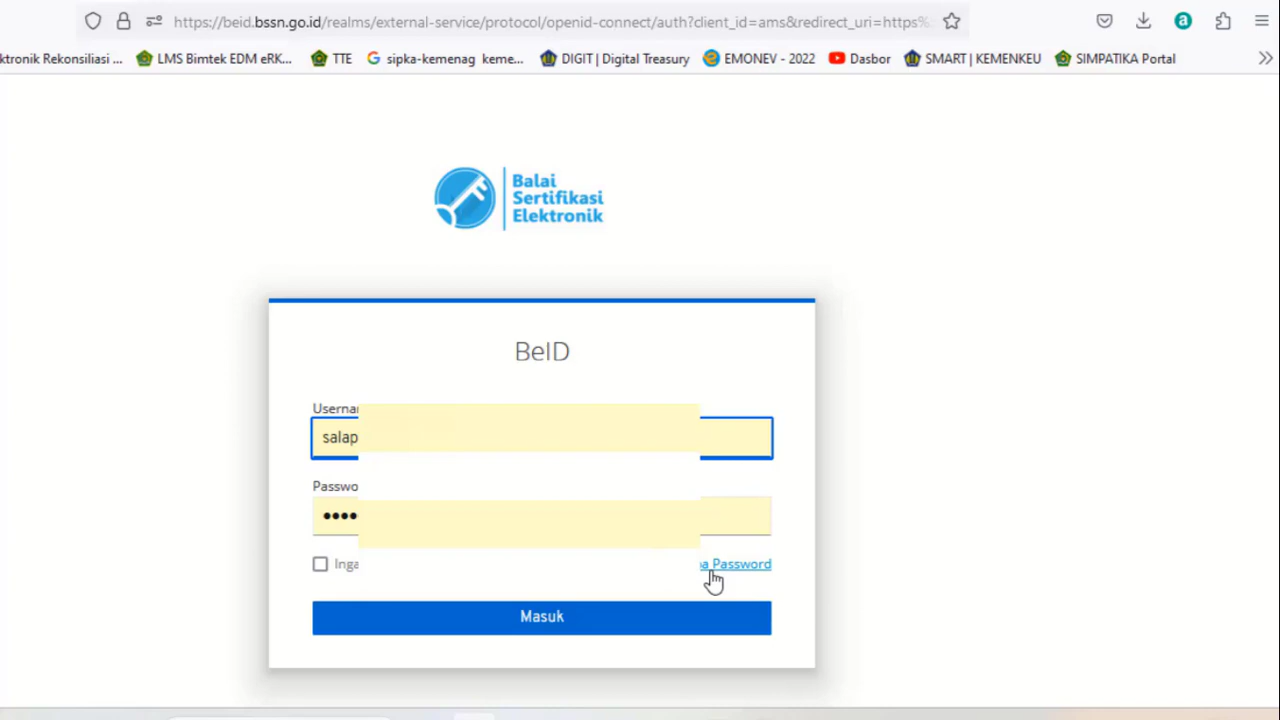 https://beid.bssn.go.id/realms/external-service/protocol/openid-connect/auth?client_id=ams&redirect_uri=https%
ktronik Rekonsiliasi ... LMS Bimtek EDM eRK... TTE sipka-kemenag keme... DIGIT | Digital Treasury EMONEV - 2022 Dasbor SMART | KEMENKEU SIMPATIKA Portal
Balai
Sertifikasi
Elektronik
BeID
Userna
salap
Passwo
Inga
a Password
Masuk